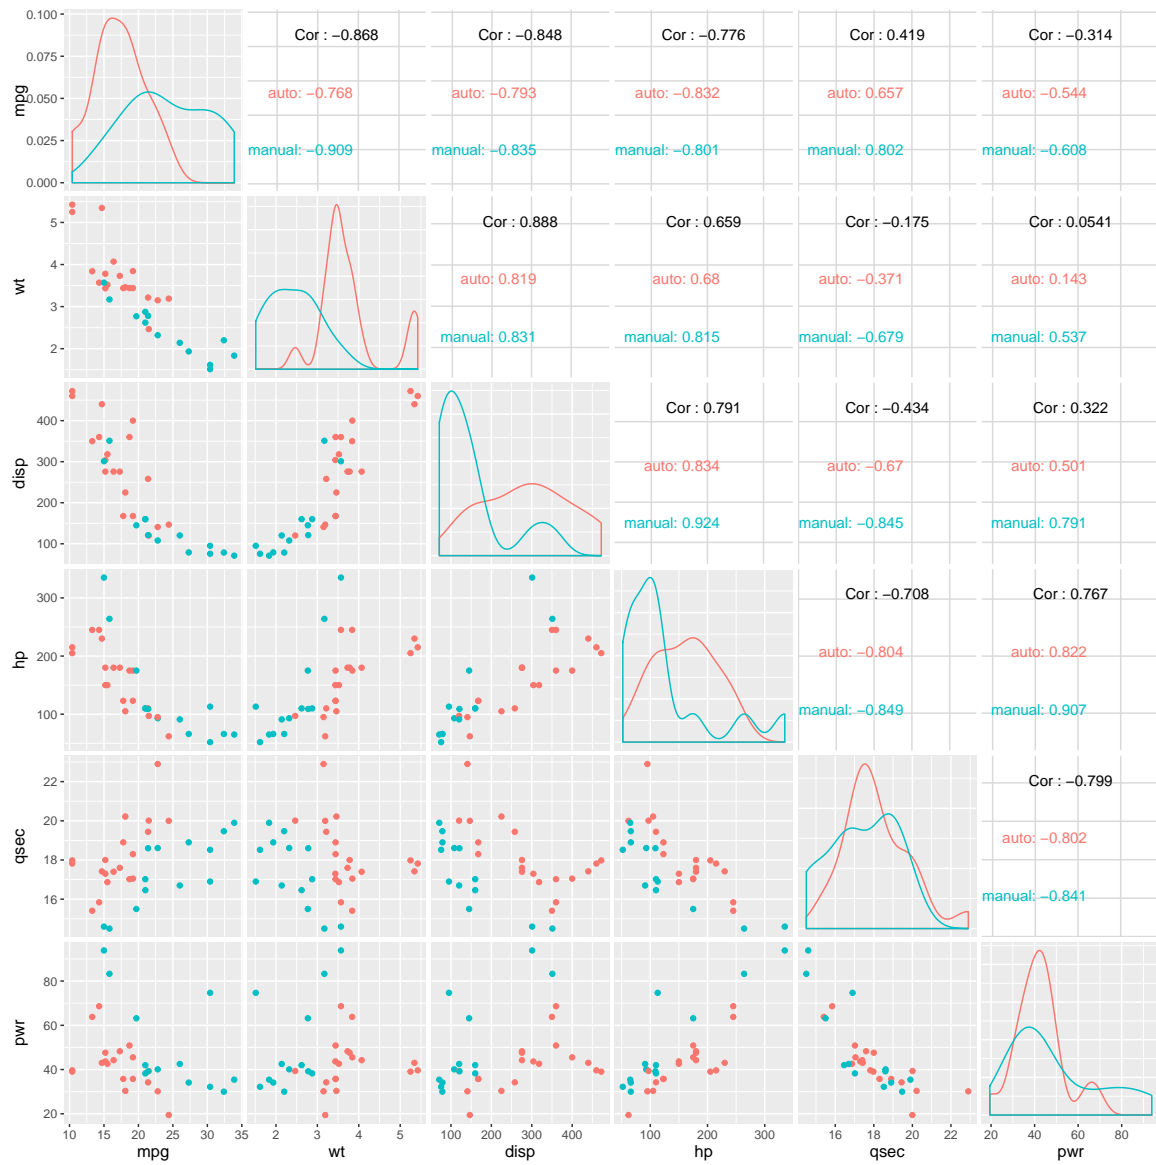 0.100
0.075
0.050
0.025
0.000
mpg
Cor : −0.868
auto: −0.768
manual: −0.909
Cor : −0.848
auto: −0.793
manual: −0.835
Cor : −0.776
auto: −0.832
manual: −0.801
Cor : 0.419
auto: 0.657
manual: 0.802
Cor : −0.314
auto: −0.544
manual: −0.608
5
4
3
2
wt
Cor : 0.888
auto: 0.819
manual: 0.831
Cor : 0.659
auto: 0.68
manual: 0.815
Cor : −0.175
auto: −0.371
manual: −0.679
Cor : 0.0541
auto: 0.143
manual: 0.537
400
300
200
100
disp
Cor : 0.791
auto: 0.834
manual: 0.924
Cor : −0.434
auto: −0.67
manual: −0.845
Cor : 0.322
auto: 0.501
manual: 0.791
300
200
100
hp
Cor : −0.708
auto: −0.804
manual: −0.849
Cor : 0.767
auto: 0.822
manual: 0.907
22
20
18
16
qsec
Cor : −0.799
auto: −0.802
manual: −0.841
80
60
40
20
pwr
10 15 20 25 30 35
2 3 4 5
100 200 300 400
100 200 300
16 18 20 22
20 40 60 80
mpg wt disp hp qsec pwr